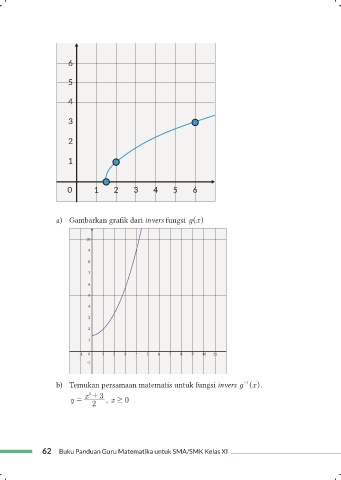 6
5
4
3
2
1
0 1 2 3 4 5 6
a) Gambarkan grafik dari invers fungsi g(x)
10
9
8
7
6
5
4
3
2
1
-1 0 1 2 3 4 5 6 7 8 9 10 11
-1
b) Temukan persamaan matematis untuk fungsi invers g⁻¹(x).
y = (x² + 3)/2 , x ≥ 0
62 Buku Panduan Guru Matematika untuk SMA/SMK Kelas XI